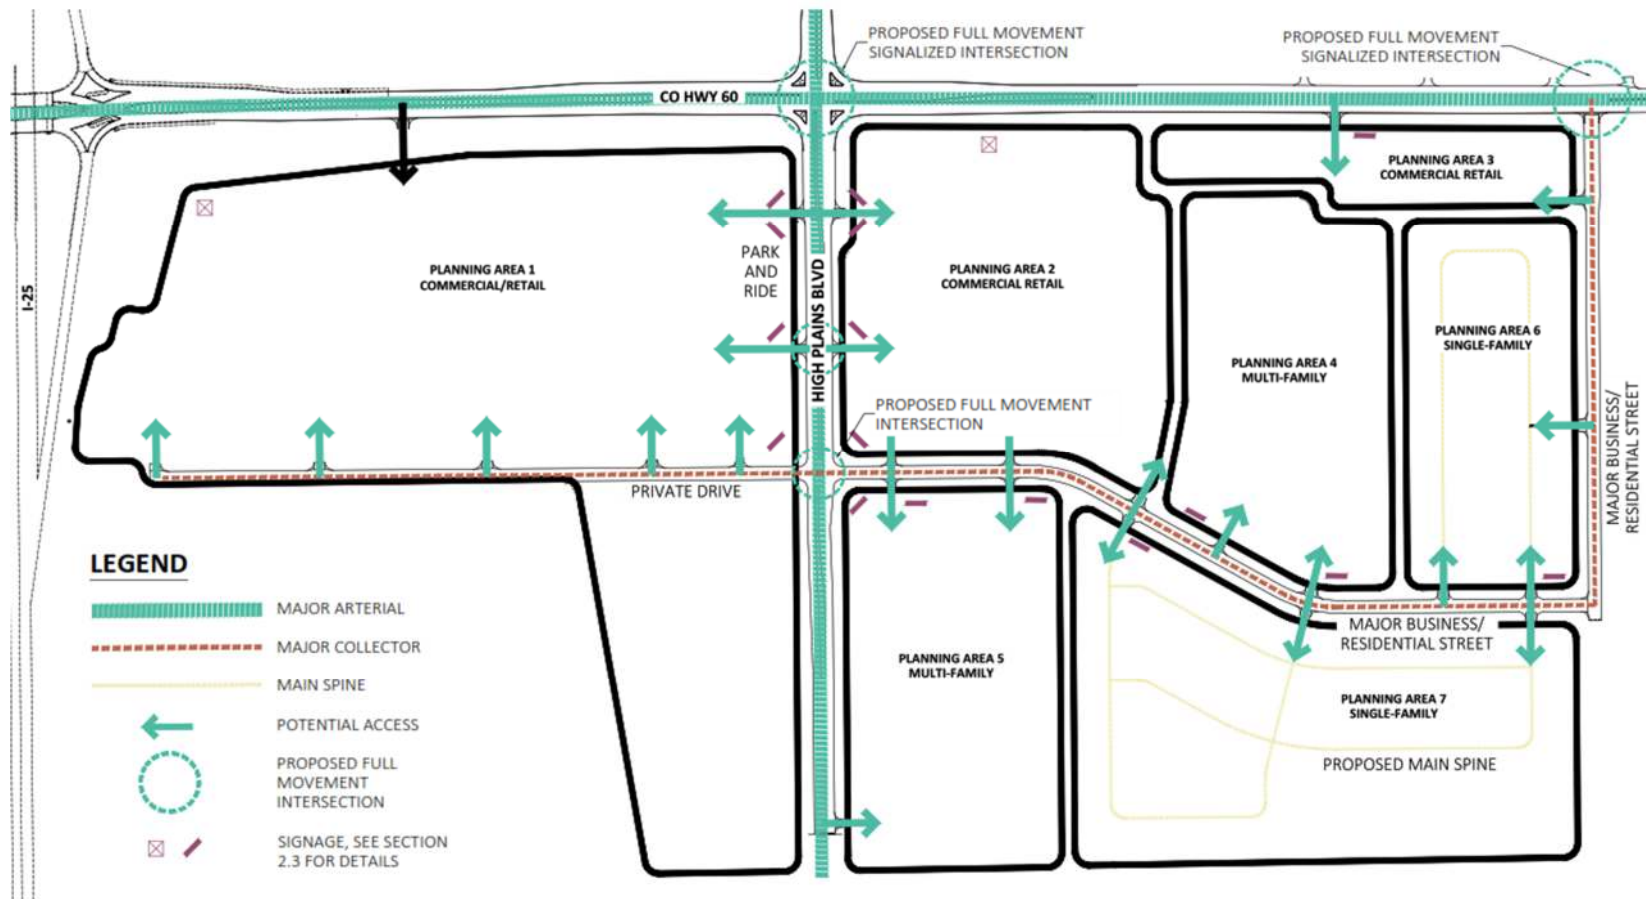 PROPOSED FULL MOVEMENT
SIGNALIZED INTERSECTION
PROPOSED FULL MOVEMENT
SIGNALIZED INTERSECTION
CO HWY 60
PLANNING AREA 3
COMMERCIAL RETAIL
I-25
PLANNING AREA 1
COMMERCIAL/RETAIL
PARK
AND
RIDE
HIGH PLAINS BLVD
PLANNING AREA 2
COMMERCIAL RETAIL
PLANNING AREA 4
MULTI-FAMILY
PLANNING AREA 6
SINGLE-FAMILY
MAJOR BUSINESS/
RESIDENTIAL STREET
PROPOSED FULL MOVEMENT
INTERSECTION
PRIVATE DRIVE
MAJOR BUSINESS/
RESIDENTIAL STREET
PLANNING AREA 5
MULTI-FAMILY
PLANNING AREA 7
SINGLE-FAMILY
PROPOSED MAIN SPINE
LEGEND
MAJOR ARTERIAL
MAJOR COLLECTOR
MAIN SPINE
POTENTIAL ACCESS
PROPOSED FULL
MOVEMENT
INTERSECTION
SIGNAGE, SEE SECTION
2.3 FOR DETAILS